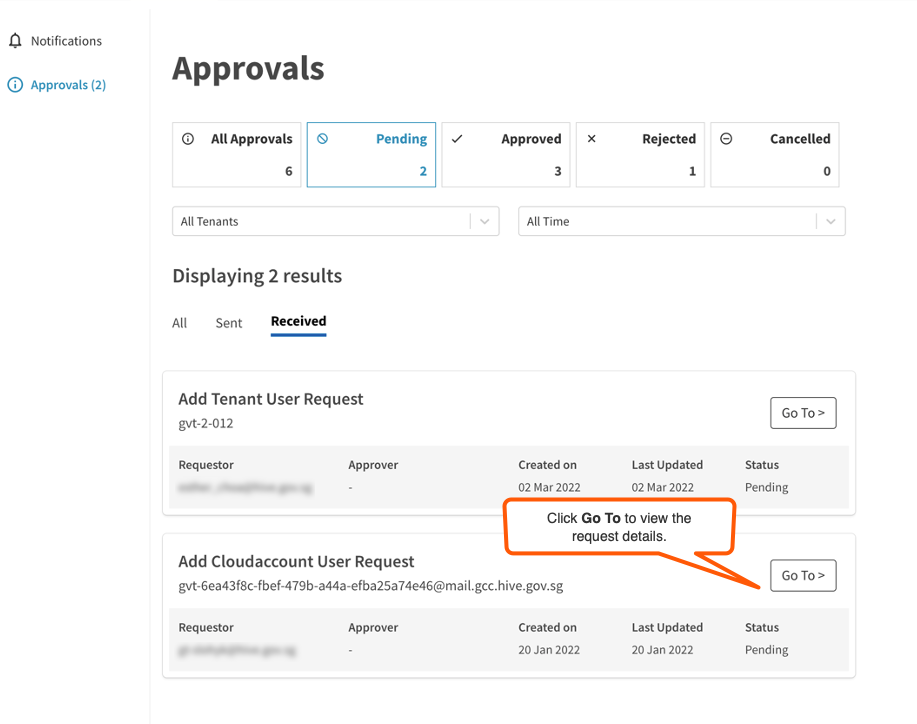 Notifications
Approvals (2)
Approvals
All Approvals
6
Pending
2
Approved
3
Rejected
1
Cancelled
0
All Tenants
All Time
Displaying 2 results
All
Sent
Received
Add Tenant User Request
gvt-2-012
Go To >
Requestor
Approver
Created on
Last Updated
Status
-
02 Mar 2022
02 Mar 2022
Pending
Click Go To to view the
request details.
Add Cloudaccount User Request
gvt-6ea43f8c-fbef-479b-a44a-efba25a74e46@mail.gcc.hive.gov.sg
Go To >
Requestor
Approver
Created on
Last Updated
Status
-
20 Jan 2022
20 Jan 2022
Pending